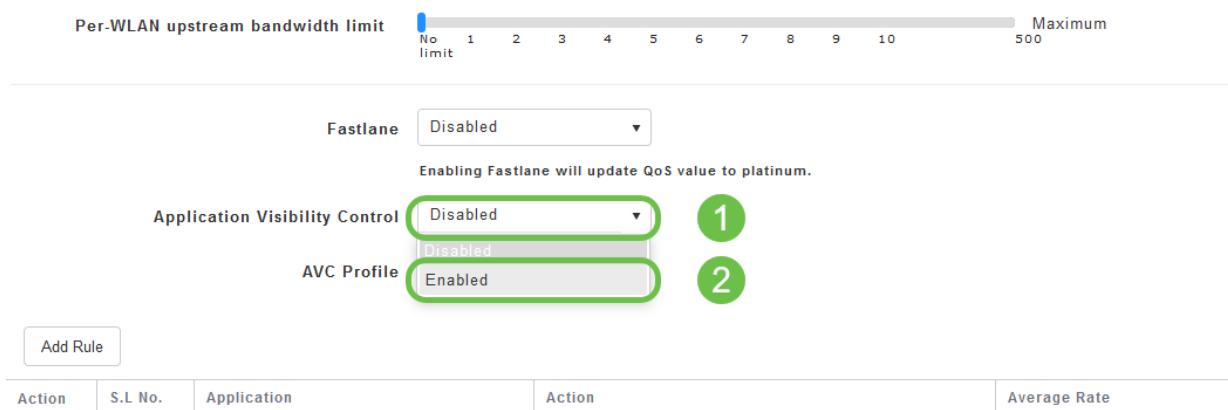 Per-WLAN upstream bandwidth limit
Maximum
No limit 1 2 3 4 5 6 7 8 9 10 500
Fastlane Disabled
Enabling Fastlane will update QoS value to platinum.
Application Visibility Control Disabled 1
Disabled
AVC Profile Enabled 2
Add Rule
Action S.L No. Application Action Average Rate